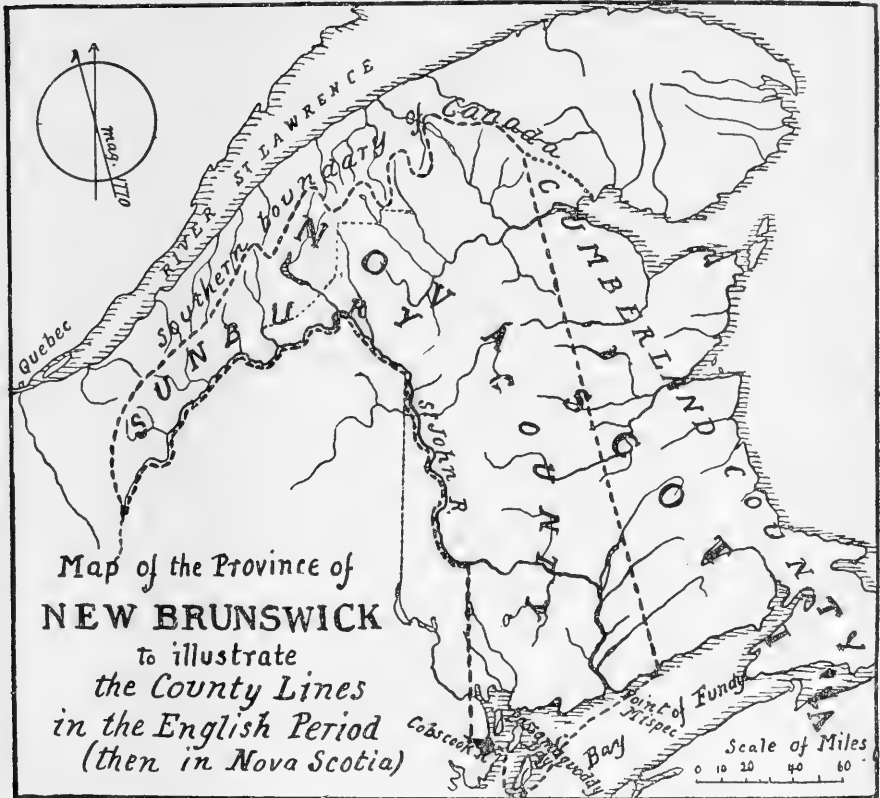 mag. 1770
RIVER ST LAWRENCE
Southern boundary of Canada
Quebec
SUNBURY COUNTY
CUMBERLAND COUNTY
NOVA SCOTIA
St John R.
Map of the Province of
NEW BRUNSWICK
to illustrate
the County Lines
in the English Period
(then in Nova Scotia)
Cobscook
Point
Mispec
Bay of Fundy
Scale of Miles
0 10 20 40 60